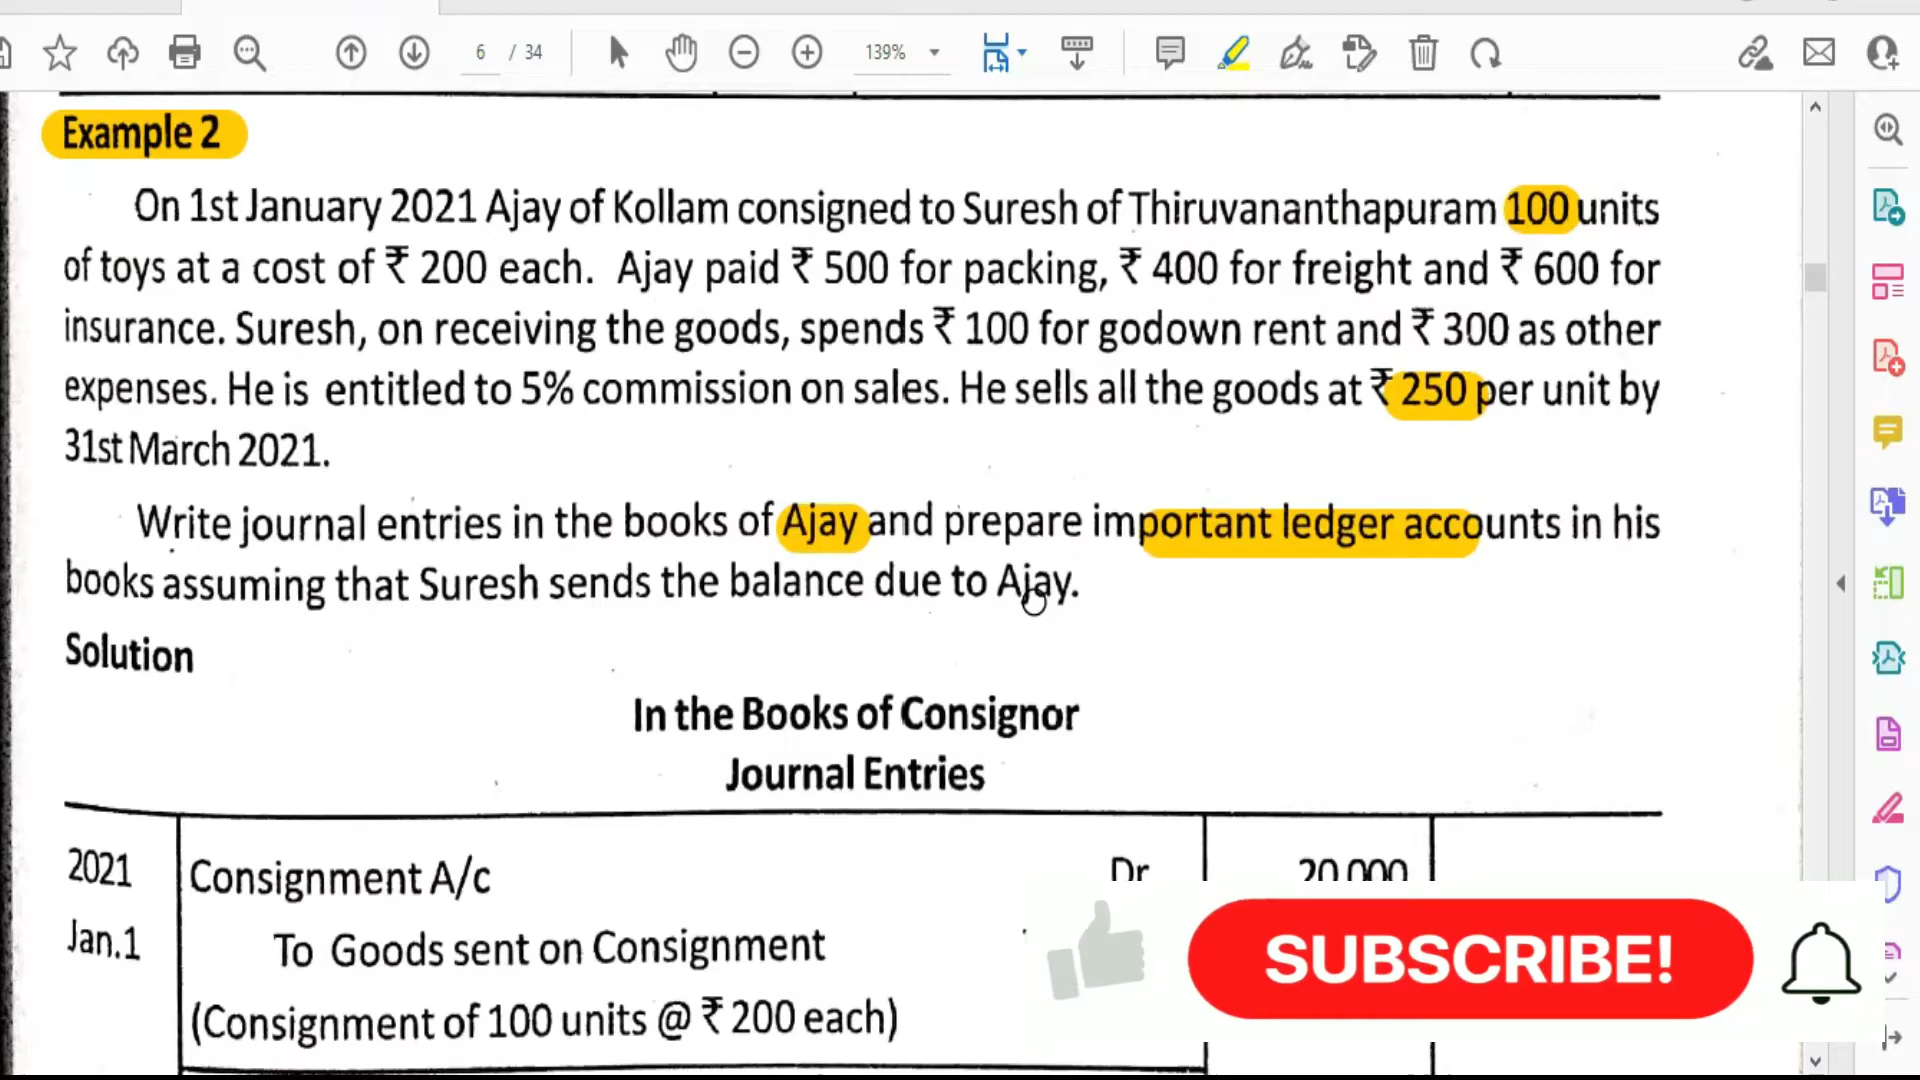 6 / 34
139%
Example 2
On 1st January 2021 Ajay of Kollam consigned to Suresh of Thiruvananthapuram 100 units
of toys at a cost of ₹ 200 each. Ajay paid ₹ 500 for packing, ₹ 400 for freight and ₹ 600 for
insurance. Suresh, on receiving the goods, spends ₹ 100 for godown rent and ₹ 300 as other
expenses. He is entitled to 5% commission on sales. He sells all the goods at ₹ 250 per unit by
31st March 2021.
Write journal entries in the books of Ajay and prepare important ledger accounts in his
books assuming that Suresh sends the balance due to Ajay.
Solution
In the Books of Consignor
Journal Entries
2021 Consignment A/c Dr 20,000
Jan.1 To Goods sent on Consignment
(Consignment of 100 units @ ₹ 200 each)
SUBSCRIBE!